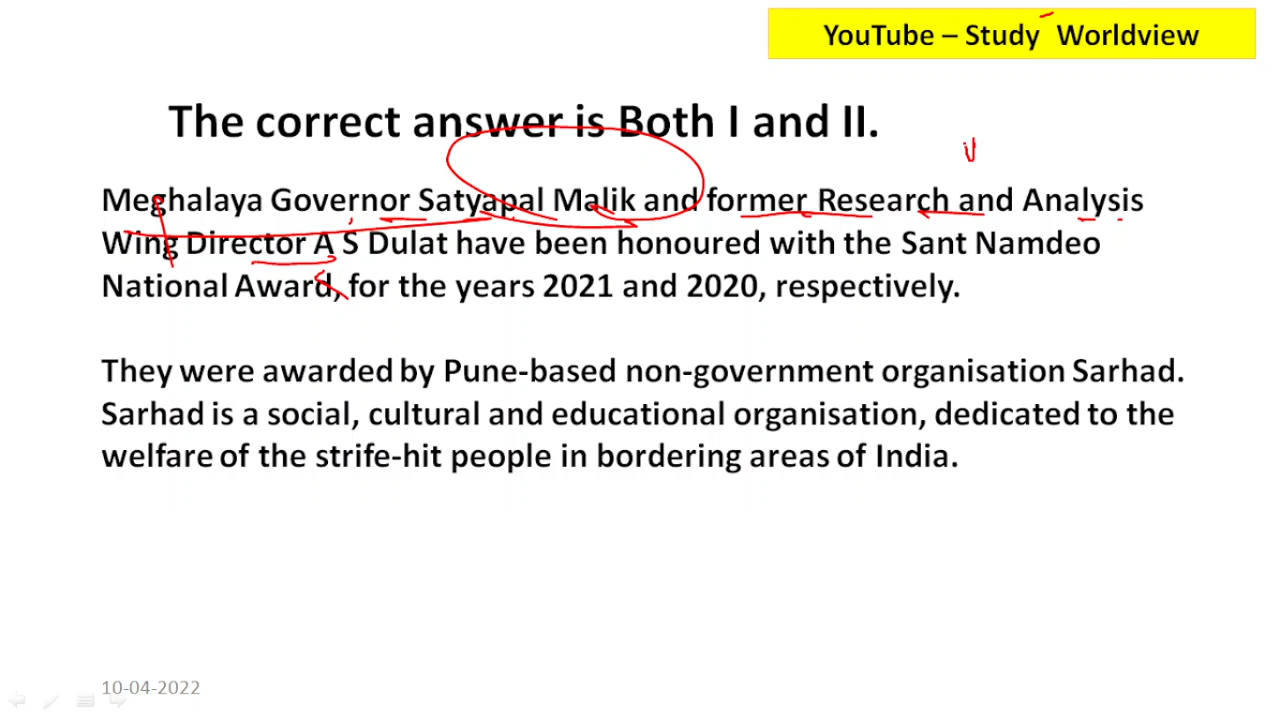 YouTube – Study Worldview
The correct answer is Both I and II.
Meghalaya Governor Satyapal Malik and former Research and Analysis
Wing Director A S Dulat have been honoured with the Sant Namdeo
National Award, for the years 2021 and 2020, respectively.
They were awarded by Pune-based non-government organisation Sarhad.
Sarhad is a social, cultural and educational organisation, dedicated to the
welfare of the strife-hit people in bordering areas of India.
10-04-2022